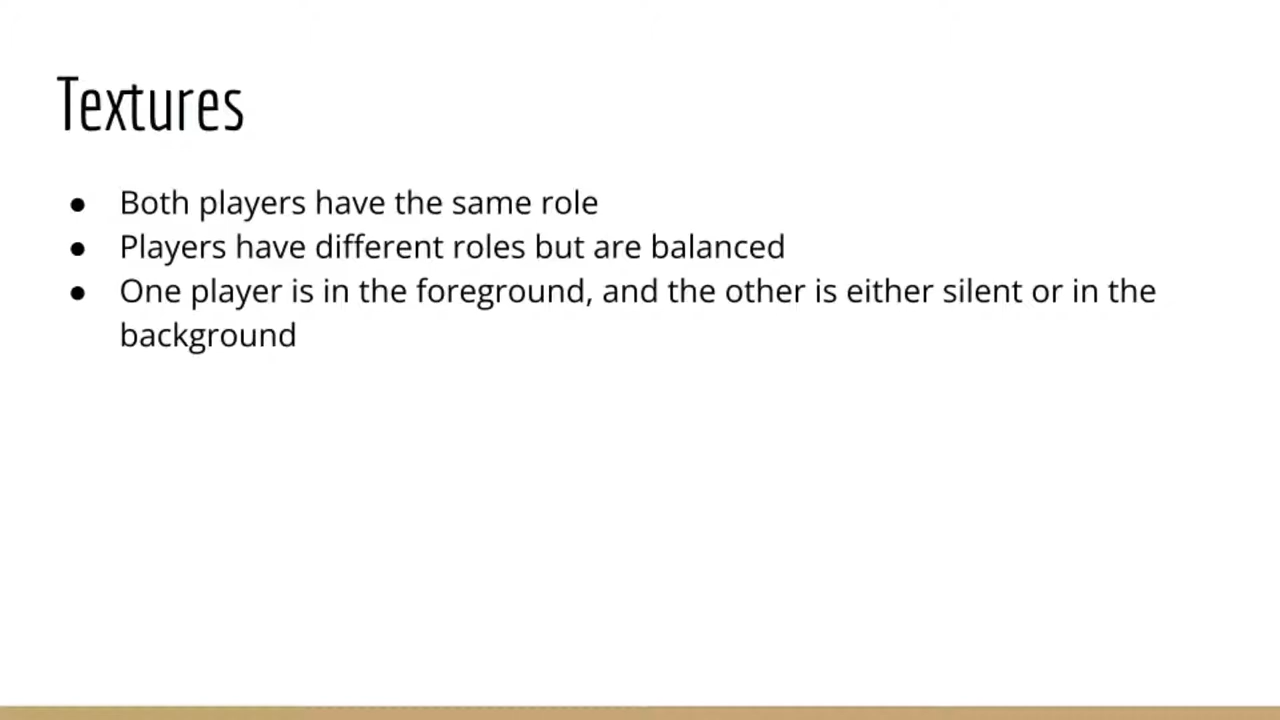 Textures
● Both players have the same role
● Players have different roles but are balanced
● One player is in the foreground, and the other is either silent or in the
background